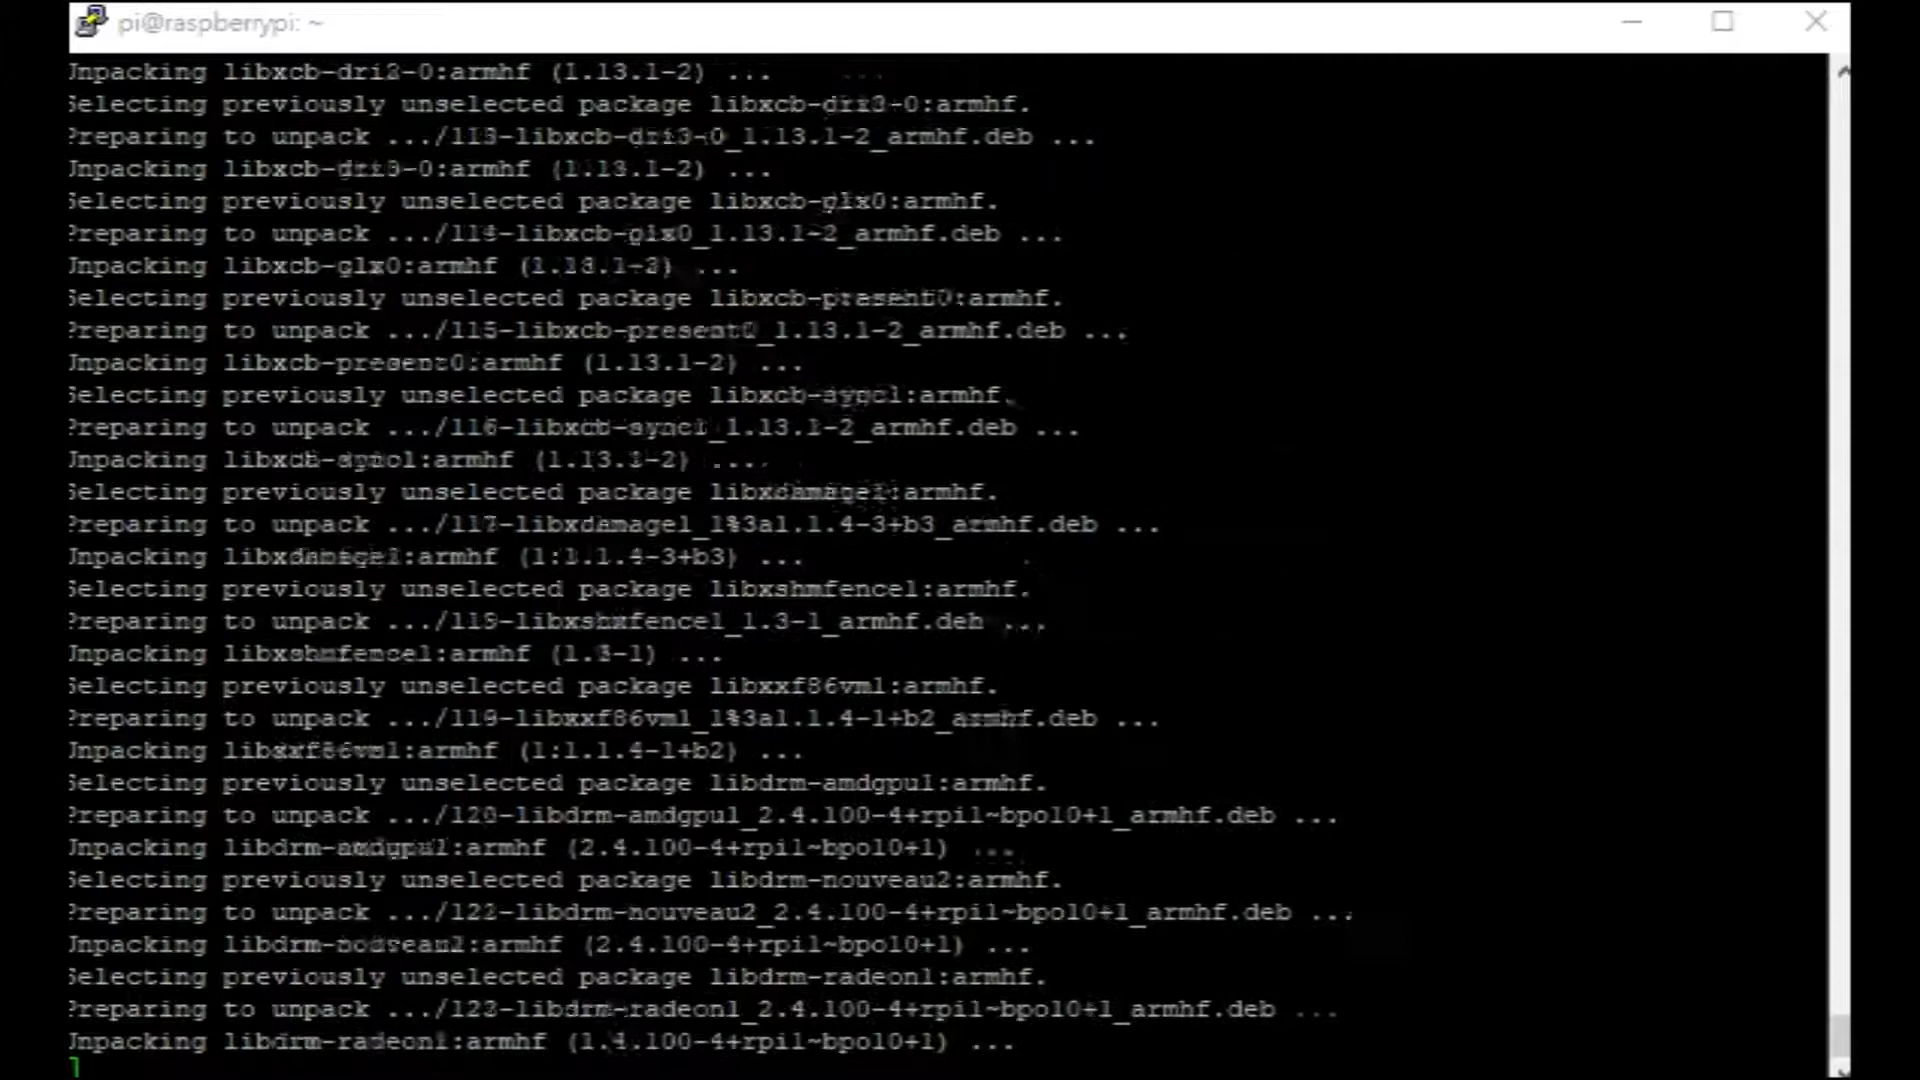 pi@raspberrypi: ~
Unpacking libxcb-dri2-0:armhf (1.13.1-2) ...
Selecting previously unselected package libxcb-dri3-0:armhf.
Preparing to unpack .../113-libxcb-dri3-0_1.13.1-2_armhf.deb ...
Unpacking libxcb-dri3-0:armhf (1.13.1-2) ...
Selecting previously unselected package libxcb-glx0:armhf.
Preparing to unpack .../114-libxcb-glx0_1.13.1-2_armhf.deb ...
Unpacking libxcb-glx0:armhf (1.13.1-2) ...
Selecting previously unselected package libxcb-present0:armhf.
Preparing to unpack .../115-libxcb-present0_1.13.1-2_armhf.deb ...
Unpacking libxcb-present0:armhf (1.13.1-2) ...
Selecting previously unselected package libxcb-sync1:armhf.
Preparing to unpack .../116-libxcb-sync1_1.13.1-2_armhf.deb ...
Unpacking libxcb-sync1:armhf (1.13.1-2) ...
Selecting previously unselected package libxdamage1:armhf.
Preparing to unpack .../117-libxdamage1_1%3a1.1.4-3+b3_armhf.deb ...
Unpacking libxdamage1:armhf (1:1.1.4-3+b3) ...
Selecting previously unselected package libxshmfence1:armhf.
Preparing to unpack .../118-libxshmfence1_1.3-1_armhf.deb ...
Unpacking libxshmfence1:armhf (1.3-1) ...
Selecting previously unselected package libxxf86vm1:armhf.
Preparing to unpack .../119-libxxf86vm1_1%3a1.1.4-1+b2_armhf.deb ...
Unpacking libxxf86vm1:armhf (1:1.1.4-1+b2) ...
Selecting previously unselected package libdrm-amdgpu1:armhf.
Preparing to unpack .../120-libdrm-amdgpu1_2.4.100-4+rpi1~bpo10+1_armhf.deb ...
Unpacking libdrm-amdgpu1:armhf (2.4.100-4+rpi1~bpo10+1) ...
Selecting previously unselected package libdrm-nouveau2:armhf.
Preparing to unpack .../121-libdrm-nouveau2_2.4.100-4+rpi1~bpo10+1_armhf.deb ...
Unpacking libdrm-nouveau2:armhf (2.4.100-4+rpi1~bpo10+1) ...
Selecting previously unselected package libdrm-radeon1:armhf.
Preparing to unpack .../122-libdrm-radeon1_2.4.100-4+rpi1~bpo10+1_armhf.deb ...
Unpacking libdrm-radeon1:armhf (2.4.100-4+rpi1~bpo10+1) ...